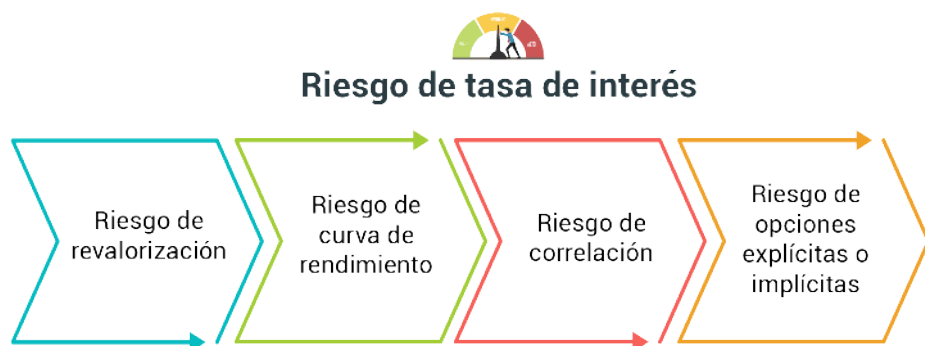 Riesgo de tasa de interés
Riesgo de
revalorización
Riesgo de
curva de
rendimiento
Riesgo de
correlación
Riesgo de
opciones
explícitas o
implícitas